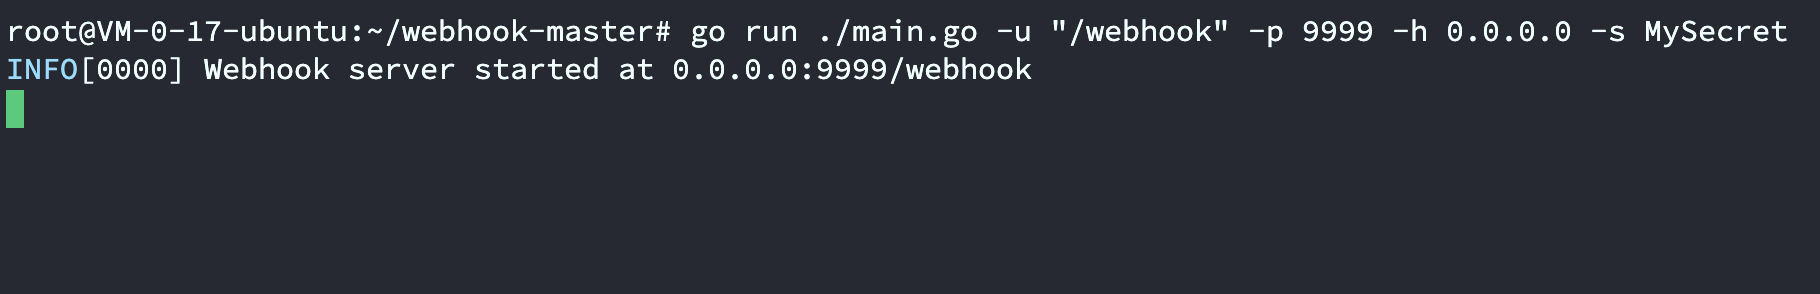 root@VM-0-17-ubuntu:~/webhook-master# go run ./main.go -u "/webhook" -p 9999 -h 0.0.0.0 -s MySecret
INFO[0000] Webhook server started at 0.0.0.0:9999/webhook